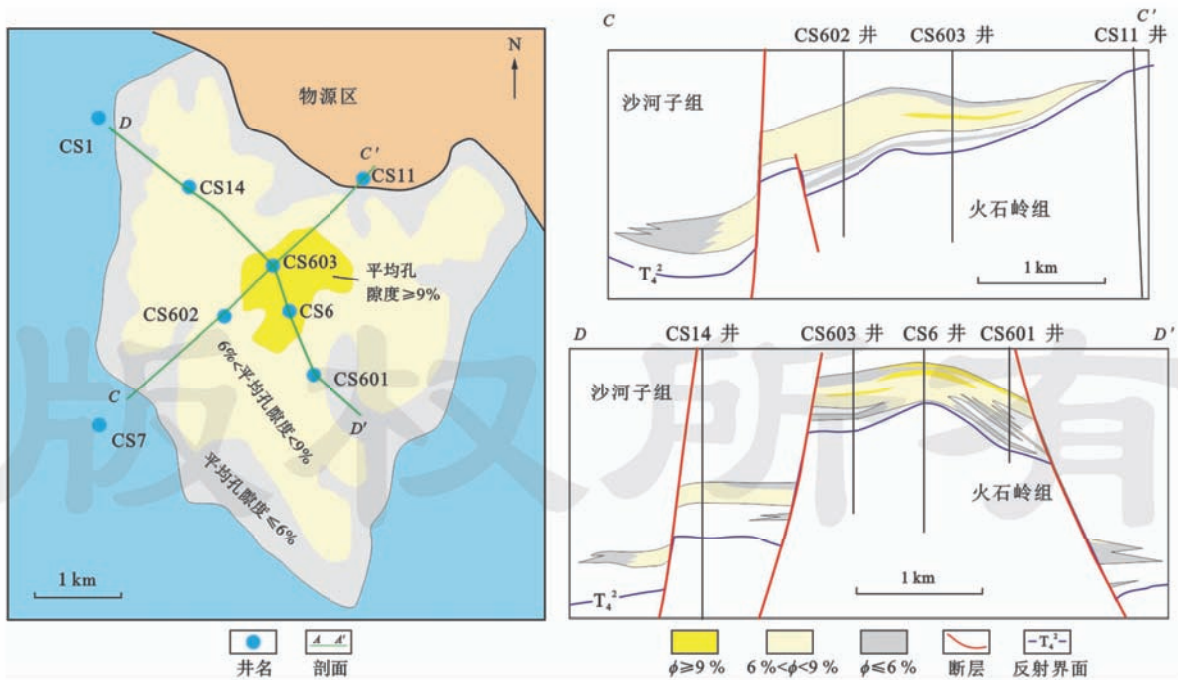 N
物源区
D
CS1
C'
CS11
CS14
CS603
平均孔
隙度≥9%
CS6
CS602
6%<平均孔隙度<9%
CS601
C
D'
CS7
平均孔隙度≤6%
1 km
井名
A A'
剖面
C
C'
CS602 井
CS603 井
CS11 井
沙河子组
火石岭组
T₄²
1 km
D
D'
CS14 井
CS603 井
CS6 井
CS601 井
沙河子组
火石岭组
1 km
T₄²
T₄²
ϕ≥9 %
6 %<ϕ<9 %
ϕ≤6 %
断层
反射界面
版权所有